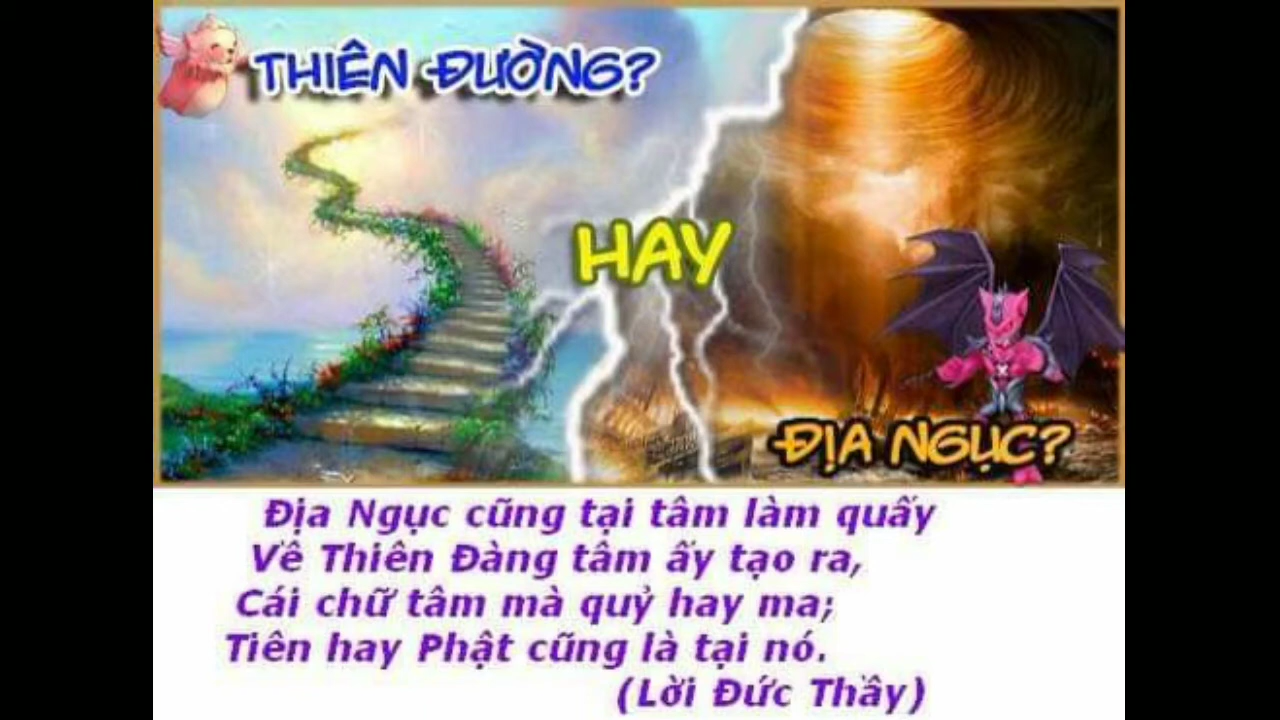 THIÊN ĐƯỜNG?
HAY
ĐỊA NGỤC?
Địa Ngục cũng tại tâm làm quấy
Về Thiên Đàng tâm ấy tạo ra,
Cái chữ tâm mà quỷ hay ma;
Tiên hay Phật cũng là tại nó.
(Lời Đức Thầy)